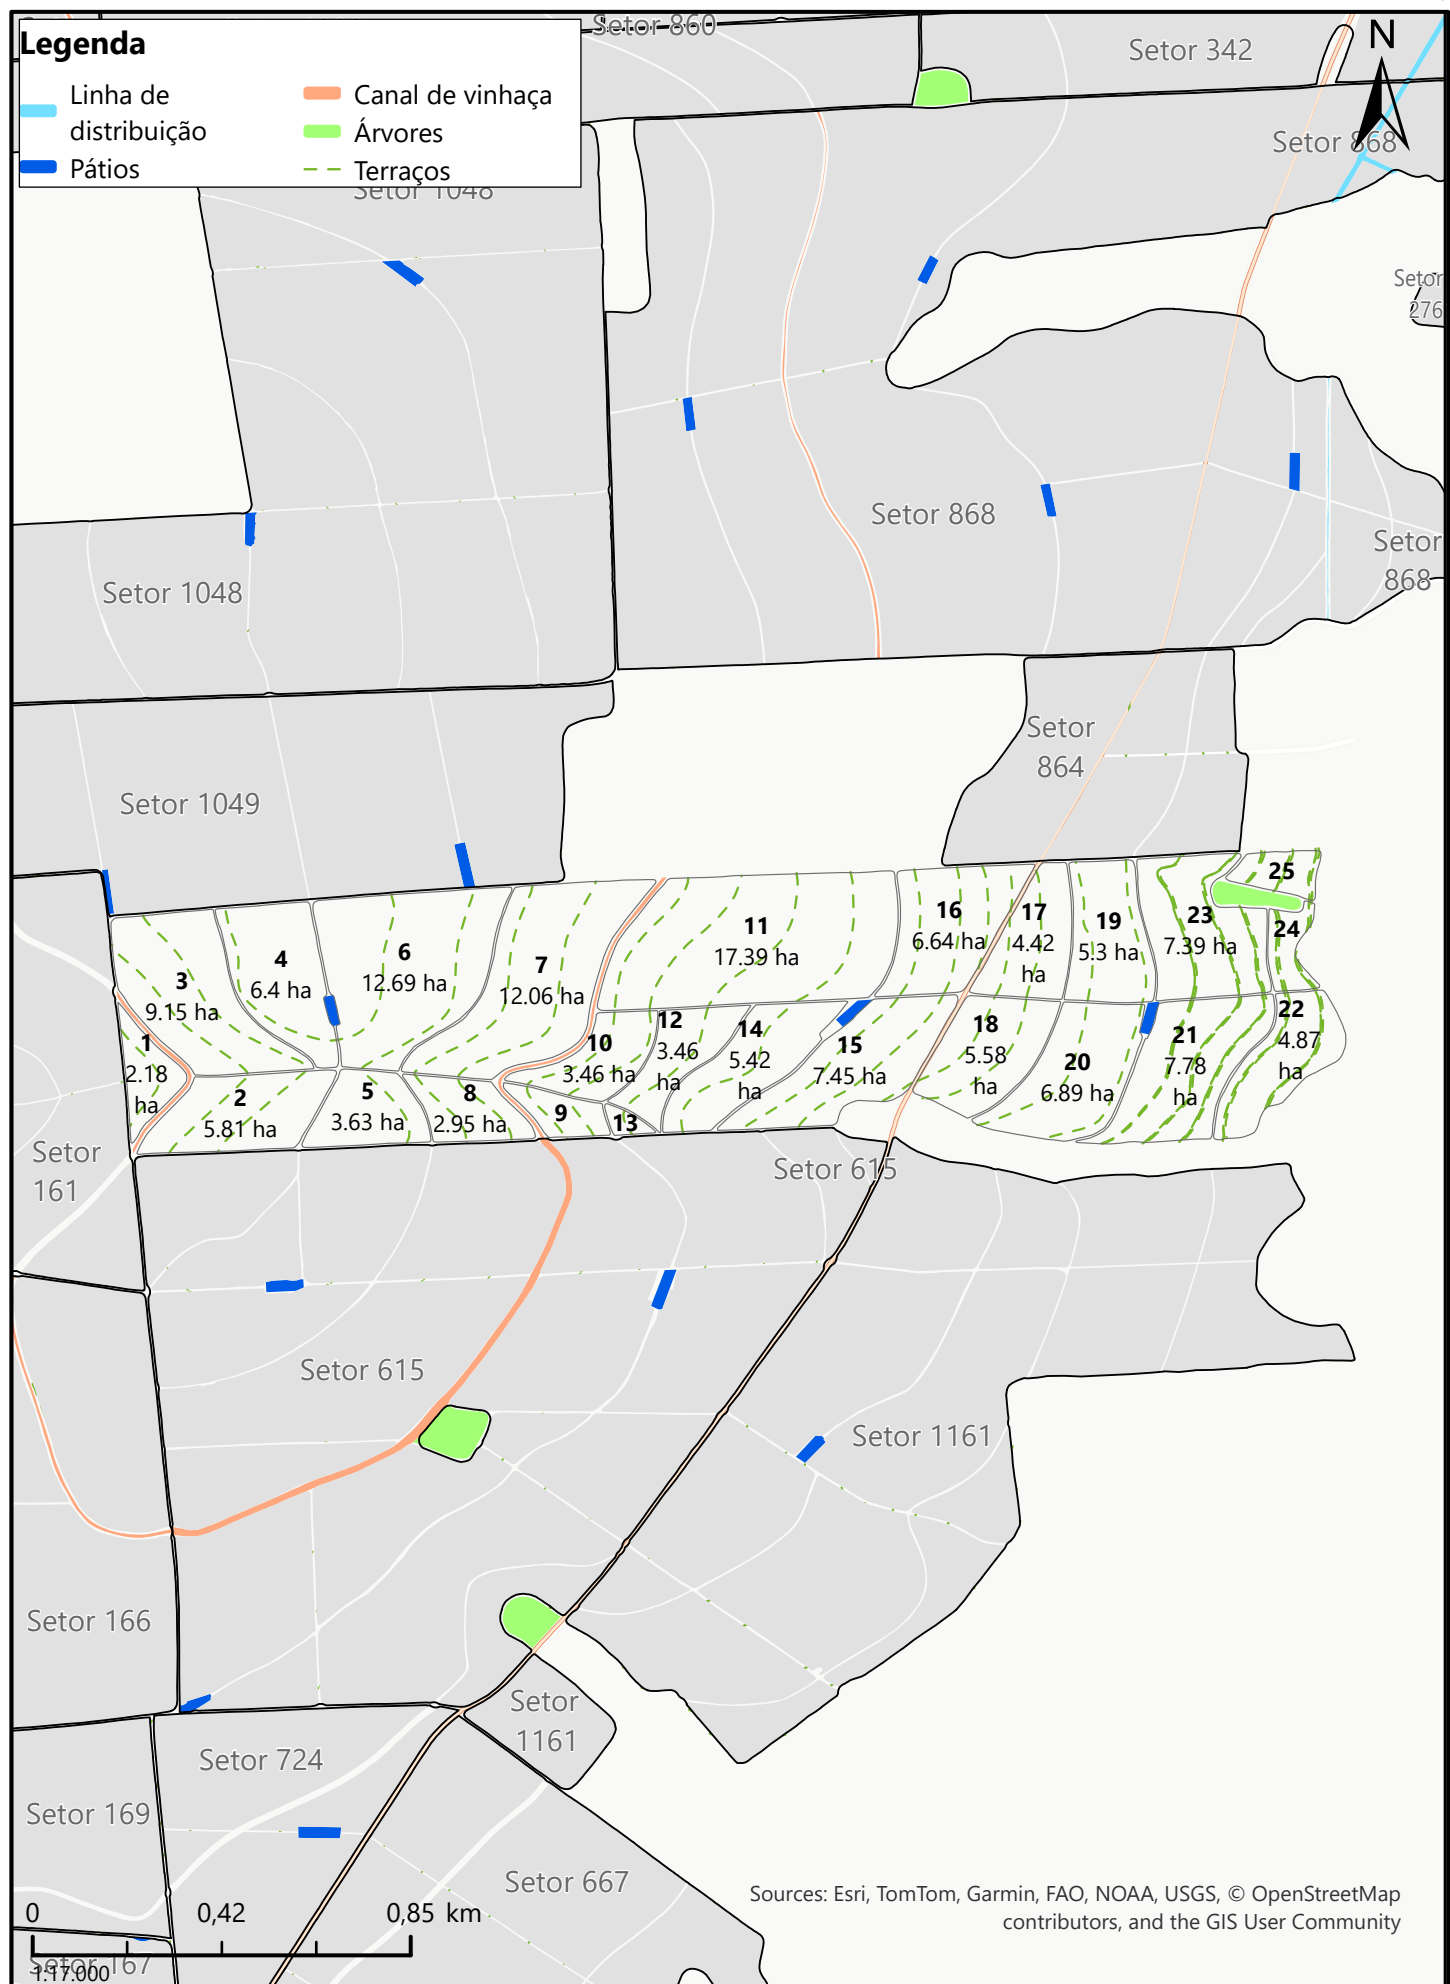 Legenda
Linha de
distribuição
Pátios
Canal de vinhaça
Árvores
Terraços
N
Setor 860
Setor 342
Setor 868
Setor 1048
Setor
276
Setor 868
Setor
868
Setor 1048
Setor
864
Setor 1049
25
11
17.39 ha
16
6.64 ha
17
4.42
ha
19
5.3 ha
23
7.39 ha
24
4
6.4 ha
6
12.69 ha
7
12.06 ha
3
9.15 ha
1
2.18
ha
2
5.81 ha
5
3.63 ha
8
2.95 ha
9
10
3.46 ha
12
3.46
ha
13
14
5.42
ha
15
7.45 ha
18
5.58
ha
20
6.89 ha
21
7.78
ha
22
4.87
ha
Setor
161
Setor 615
Setor 615
Setor 1161
Setor 166
Setor
1161
Setor 724
Setor 169
Setor 667
Setor 167
0 0,42 0,85 km
1:17.000
Sources: Esri, TomTom, Garmin, FAO, NOAA, USGS, © OpenStreetMap
contributors, and the GIS User Community